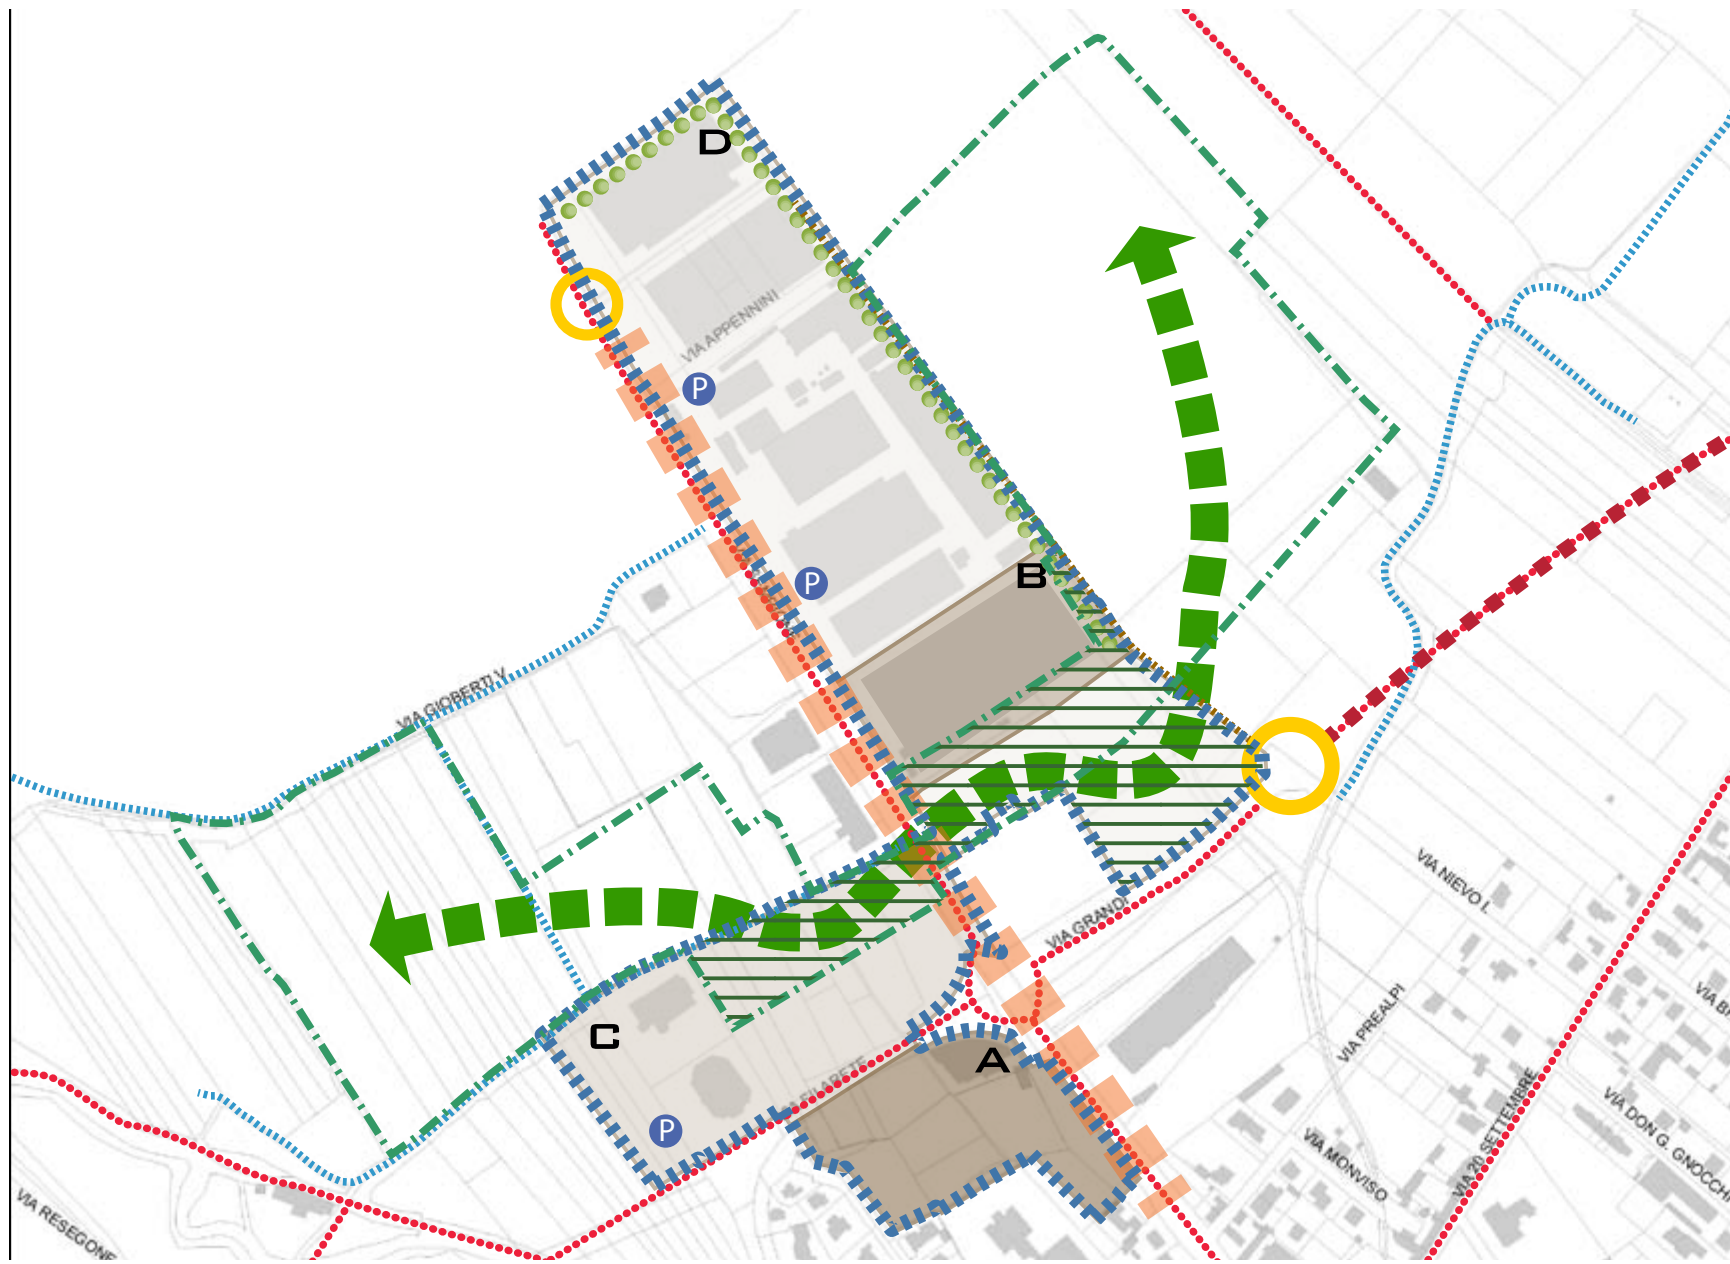 D
VIA APPENNINI
P
B
P
VIA GIOBERTI V.
VIA NIEVO I.
VIA GRANDI
VIA PREALPI
C
A
FILARETE
P
VIA 20 SETTEMBRE
VIA MONVISO
VIA DON G. GNOCCHI
VIA RESEGONE